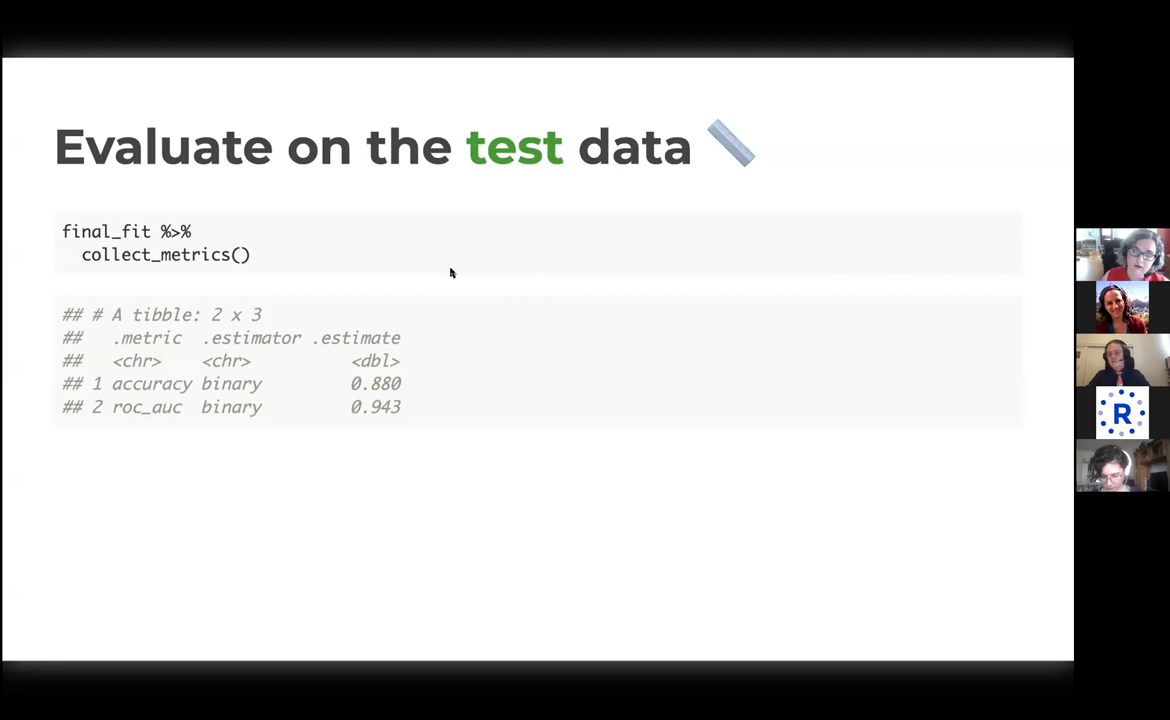 Evaluate on the test data
final_fit %>%
  collect_metrics()
## # A tibble: 2 x 3
##   .metric  .estimator .estimate
##   <chr>    <chr>          <dbl>
## 1 accuracy binary         0.880
## 2 roc_auc  binary         0.943
R